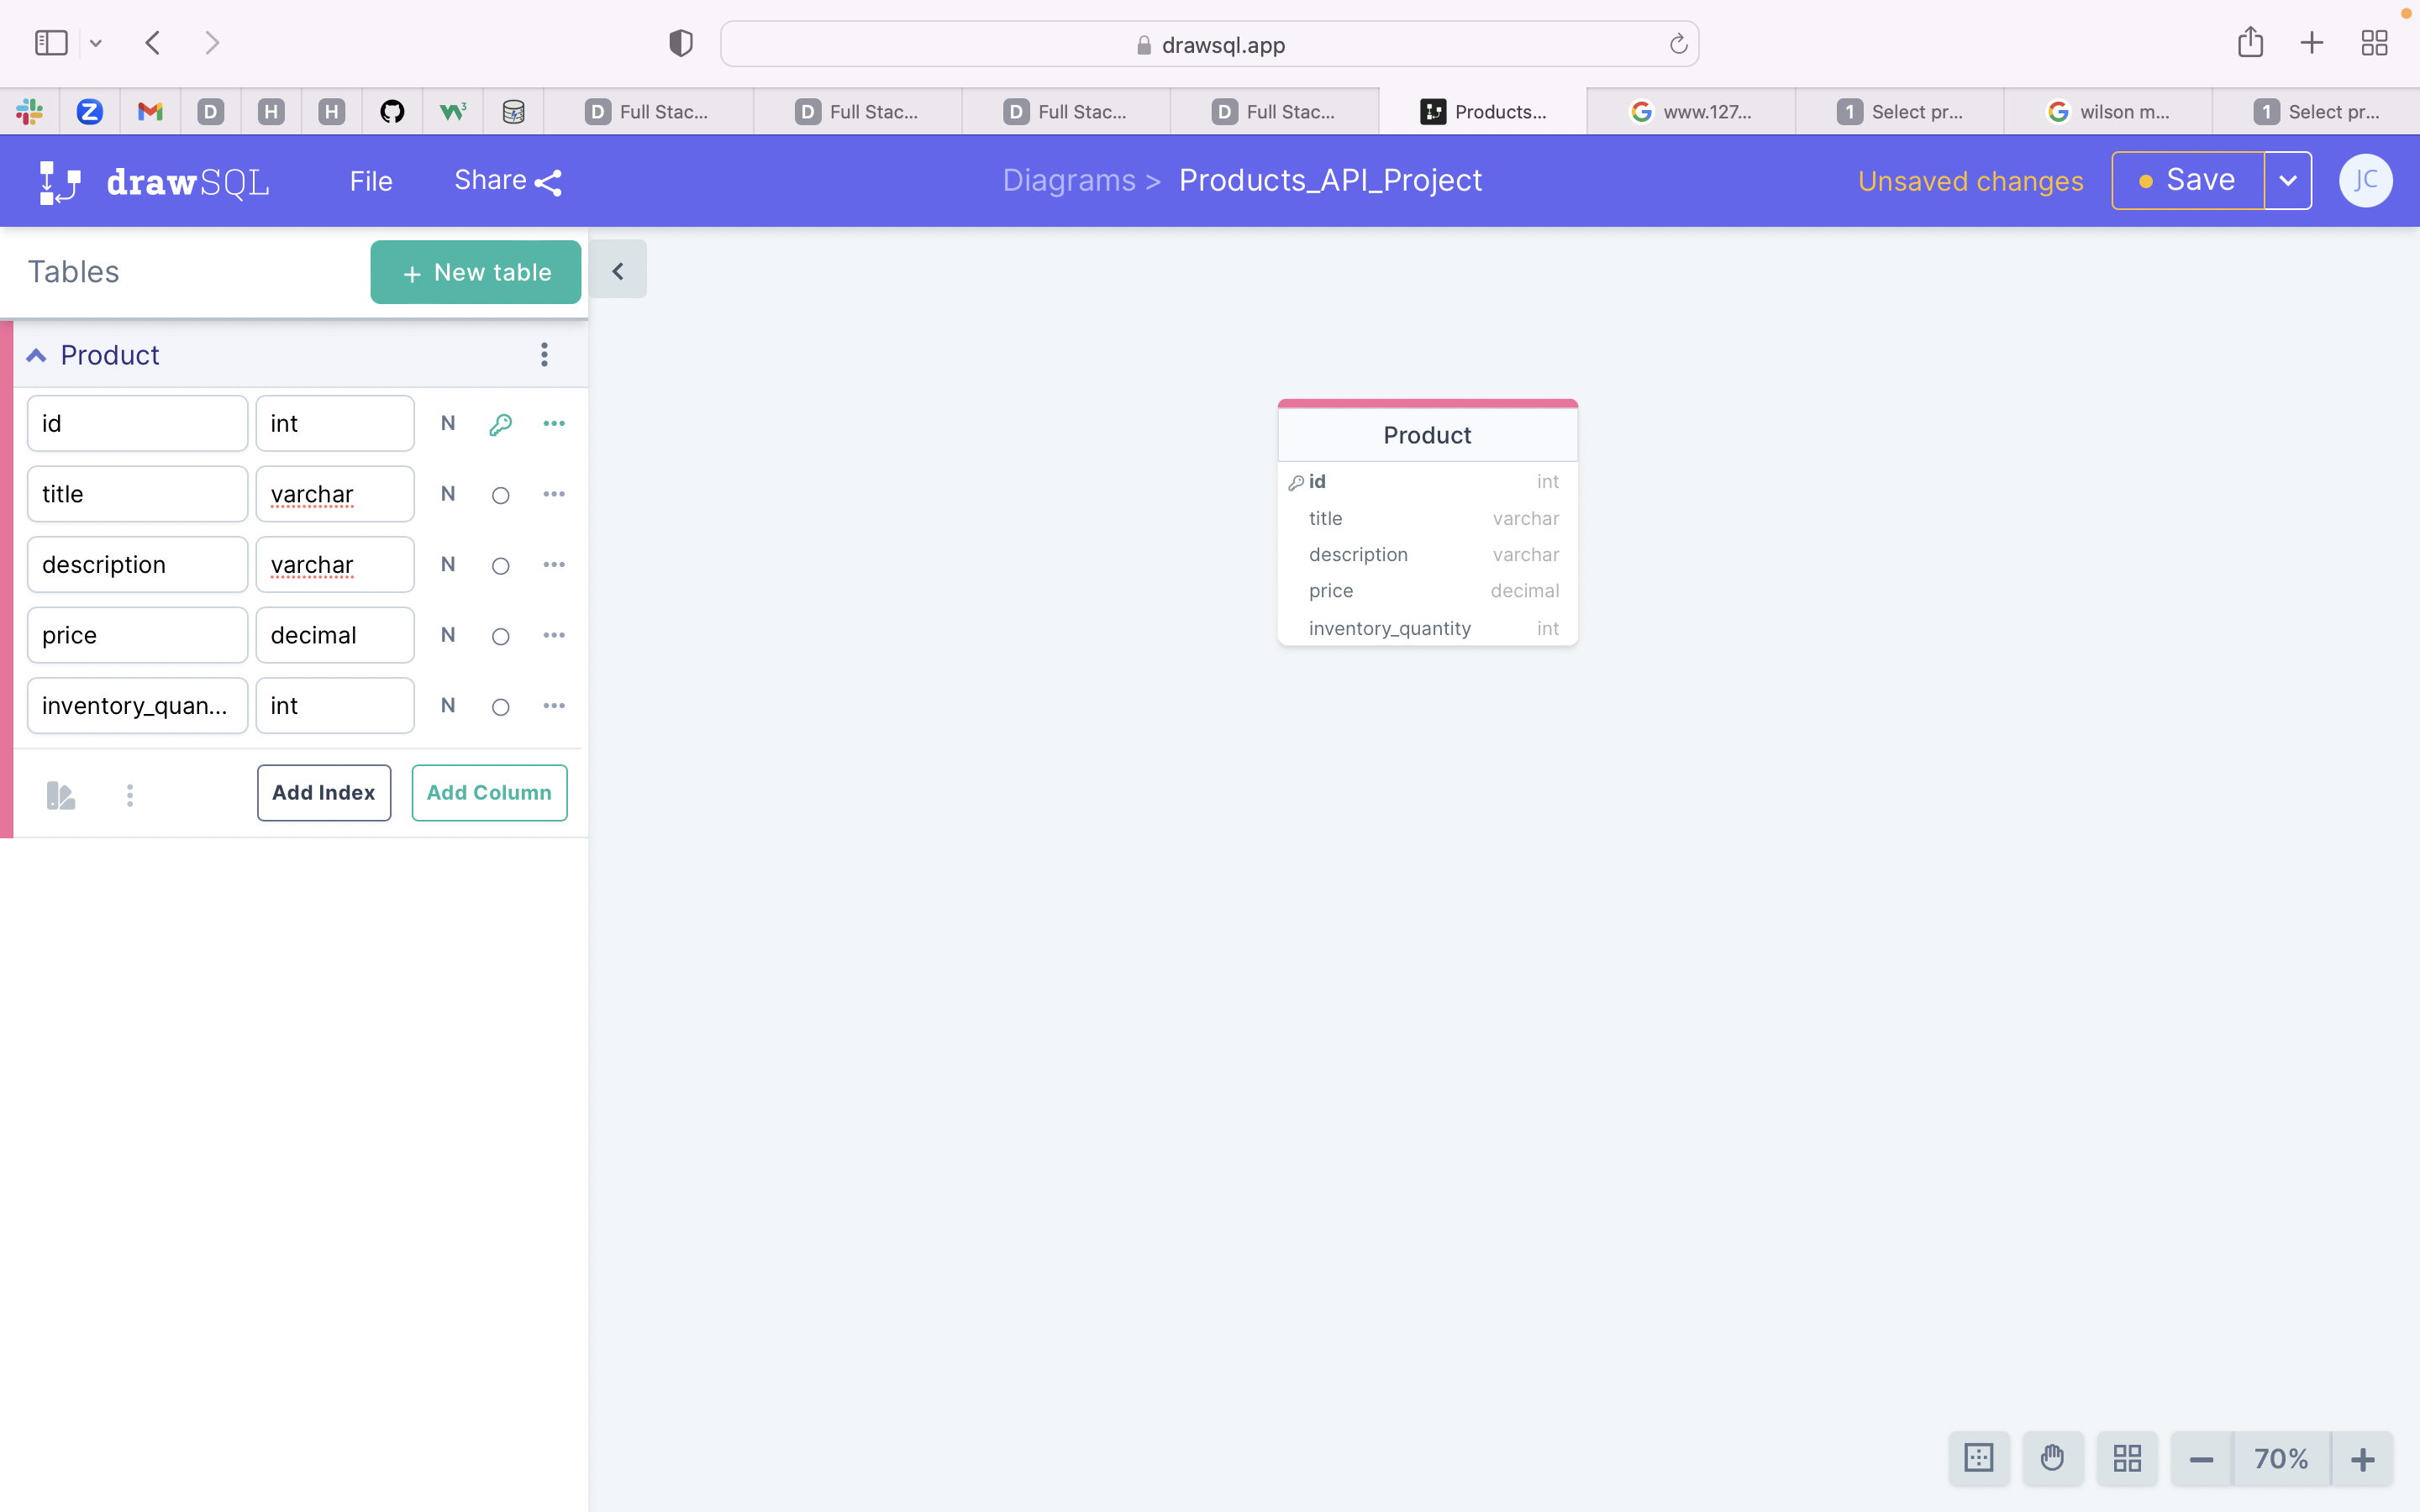 drawsql.app
D H H W3 D Full Stac... D Full Stac... D Full Stac... D Full Stac... Products... www.127... 1 Select pr... wilson m... 1 Select pr...
drawSQL File Share Diagrams > Products_API_Project Unsaved changes Save JC
Tables + New table
Product
id int N
title varchar N
description varchar N
price decimal N
inventory_quan... int N
Add Index Add Column
Product
id int
title varchar
description varchar
price decimal
inventory_quantity int
70%